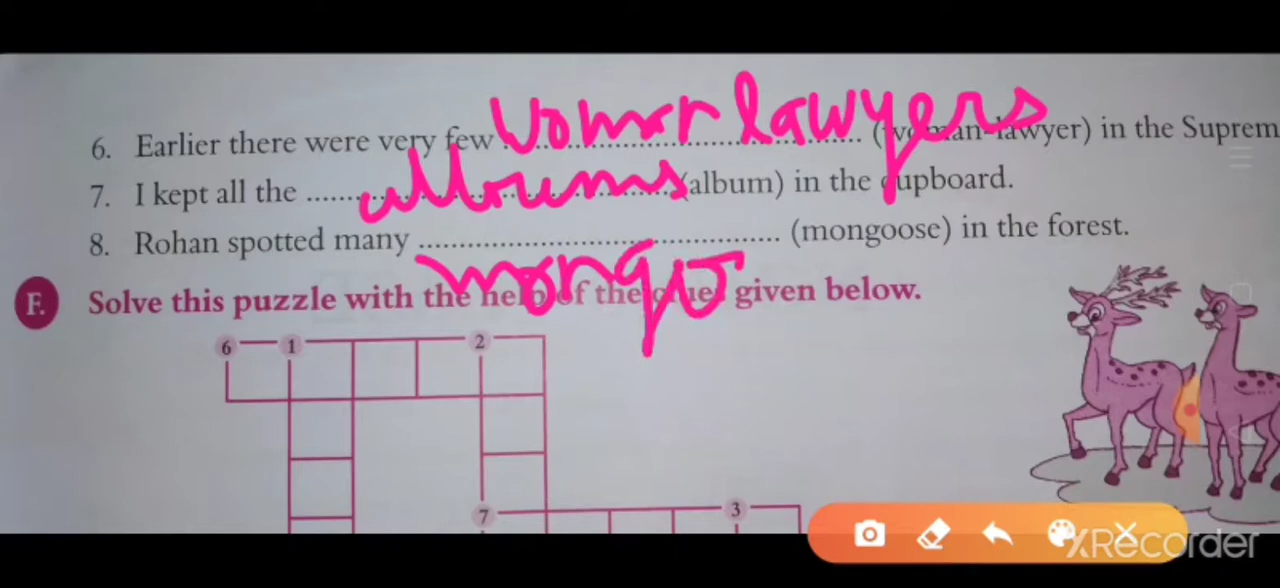 6. Earlier there were very few women lawyers (woman-lawyer) in the Suprem
7. I kept all the albums (album) in the cupboard.
8. Rohan spotted many .......... (mongoose) in the forest.
mongo
F. Solve this puzzle with the help of the clues given below.
6 1 2
7 3
XRecorder